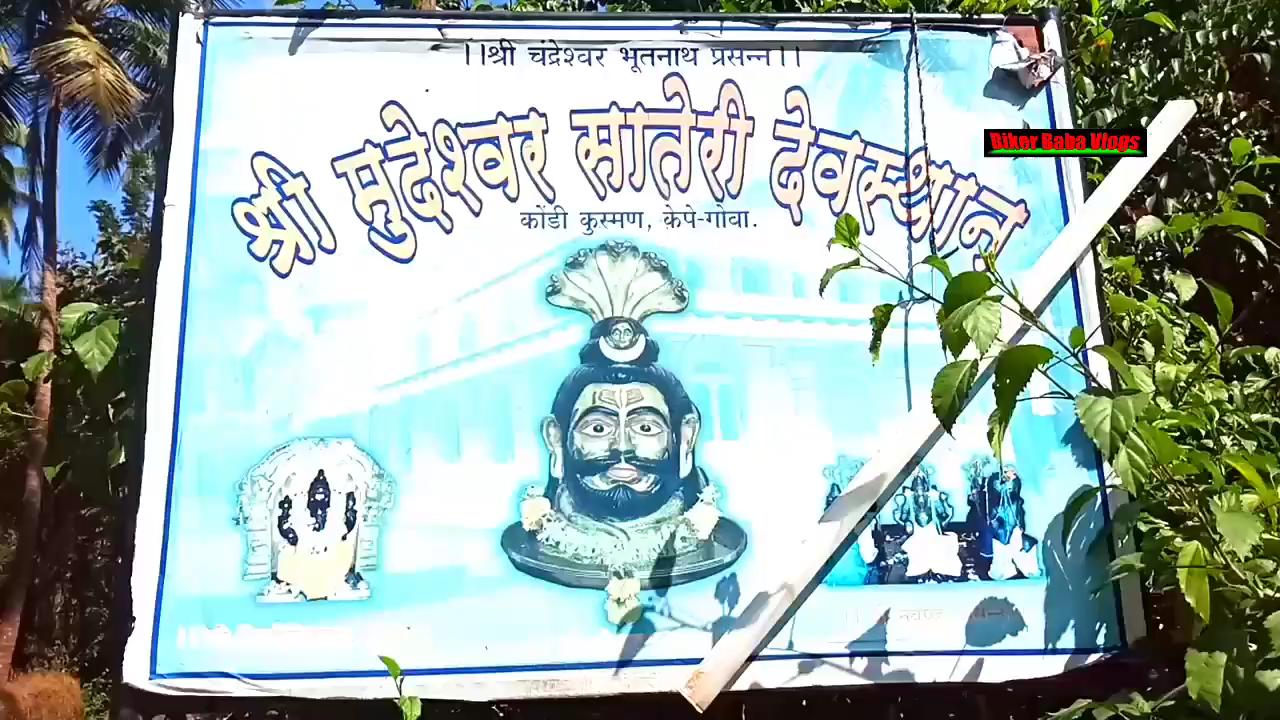 ।।श्री चंद्रेश्वर भूतनाथ प्रसन्न।।
श्री मुदेश्वर सातेरी देवस्थान
कोंडी कुस्मण, क़ेपे-गोवा.
Biker Baba Vlogs